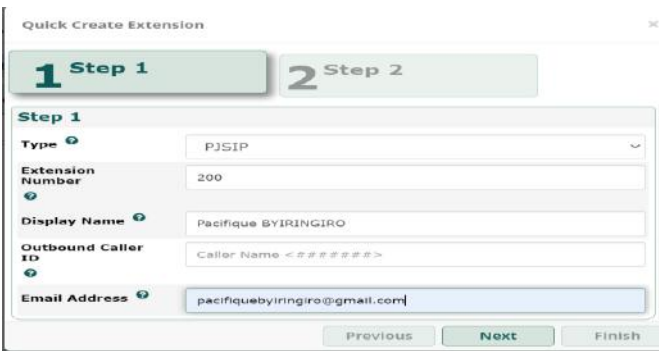 Quick Create Extension ×
1 Step 1 2 Step 2
Step 1
Type PJSIP
Extension
Number 200
Display Name Pacifique BYIRINGIRO
Outbound Caller
ID Caller Name <#######>
Email Address pacifiquebyiringiro@gmail.com
Previous Next Finish